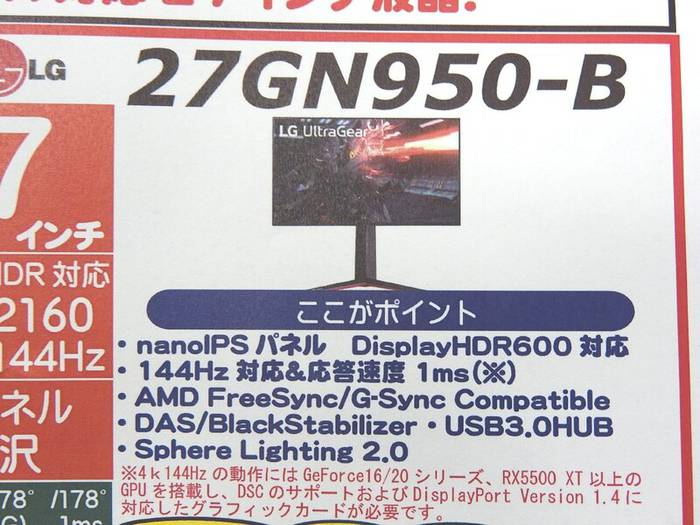 LG
27GN950-B
LG UltraGear
7
インチ
HDR 対応
2160
144Hz
ネル
沢
178° /178°
1ms
ここがポイント
・nanoIPS パネル DisplayHDR600 対応
・144Hz 対応&応答速度 1ms(※)
・AMD FreeSync/G-Sync Compatible
・DAS/BlackStabilizer・USB3.0HUB
・Sphere Lighting 2.0
※4k144Hzの動作にはGeForce16/20シリーズ、RX5500 XT以上の
GPUを搭載し、DSCのサポートおよびDisplayPort Version 1.4に
対応したグラフィックカードが必要です。